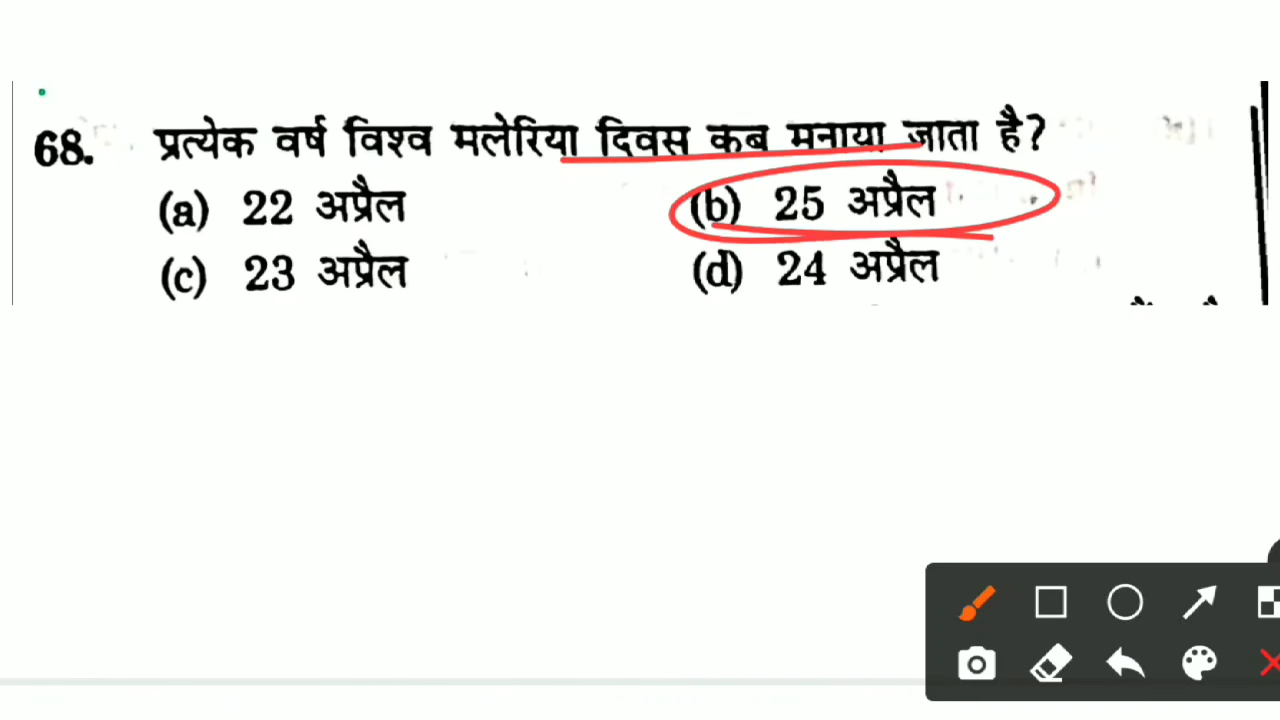 68. प्रत्येक वर्ष विश्व मलेरिया दिवस कब मनाया जाता है?
(a) 22 अप्रैल (b) 25 अप्रैल
(c) 23 अप्रैल (d) 24 अप्रैल